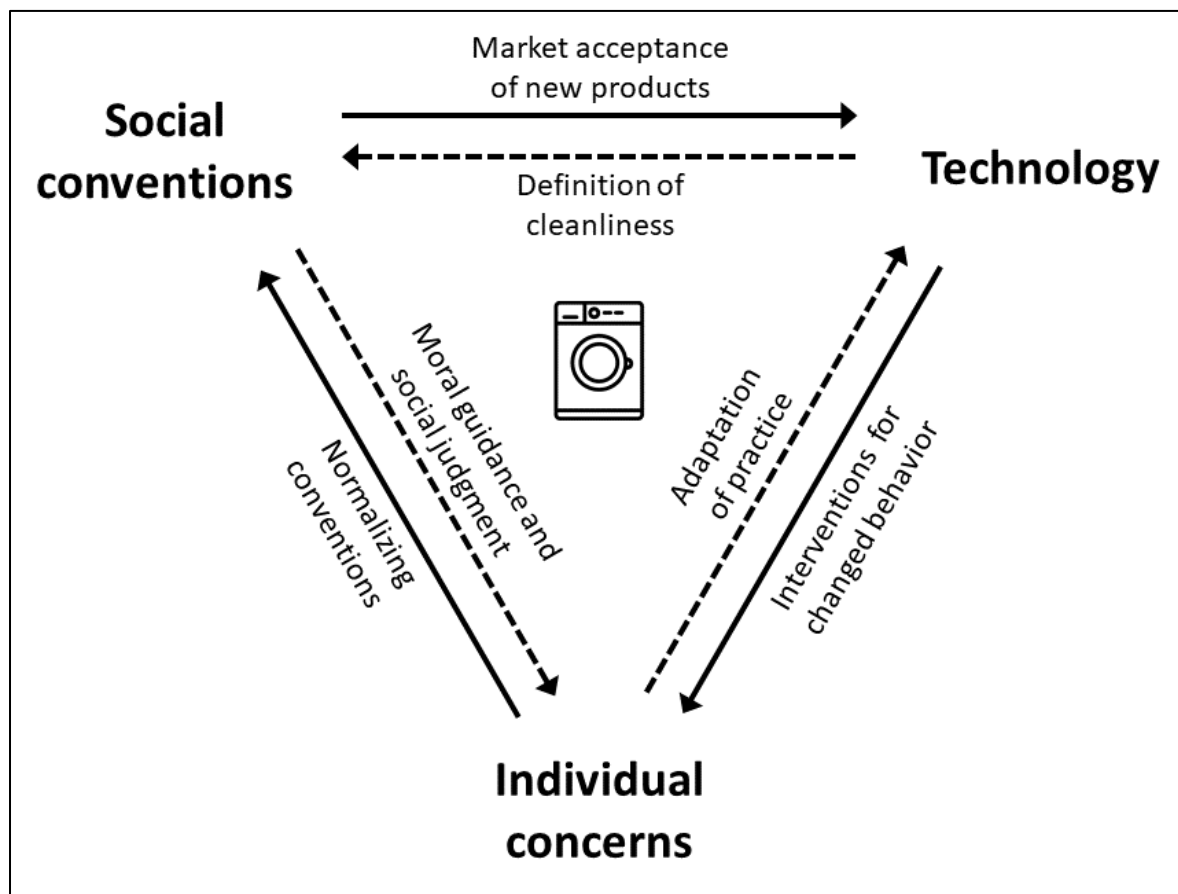 Market acceptance
of new products
Social
conventions
Technology
Definition of
cleanliness
Moral guidance and
social judgment
Normalizing
conventions
Adaptation
of practice
Interventions for
changed behavior
Individual
concerns